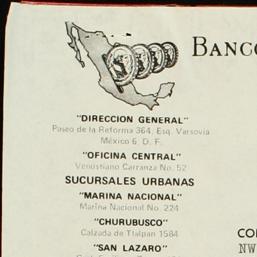 BANCO
"DIRECCION GENERAL"
Paseo de la Reforma 364, Esq. Varsovia
México 6 D. F.
"OFICINA CENTRAL"
Venustiano Carranza No. 52
SUCURSALES URBANAS
"MARINA NACIONAL"
Marina Nacional No. 224
"CHURUBUSCO"
Calzada de Tlalpan 1584
CO
"SAN LAZARO"
NW